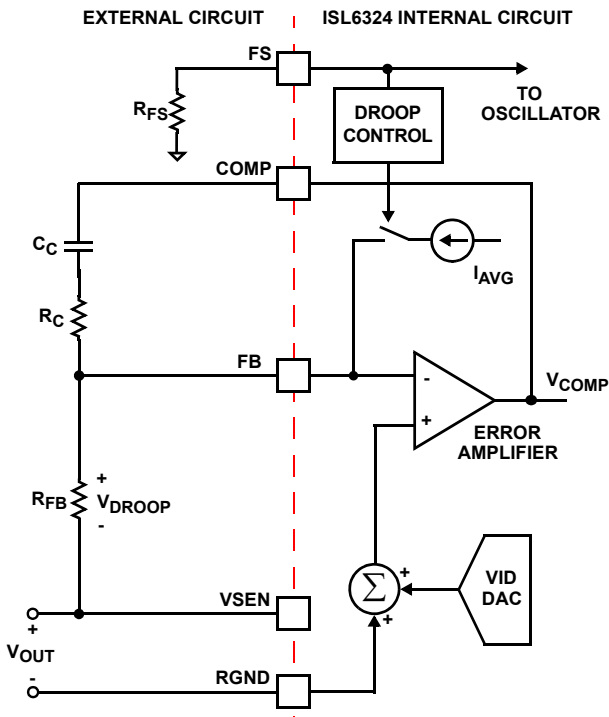 EXTERNAL CIRCUIT
ISL6324 INTERNAL CIRCUIT
FS
TO
OSCILLATOR
RFS
DROOP
CONTROL
COMP
CC
IAVG
RC
FB
-
+
VCOMP
ERROR
AMPLIFIER
RFB
+
VDROOP
-
VSEN
Σ
+
+
VID
DAC
+
VOUT
-
RGND